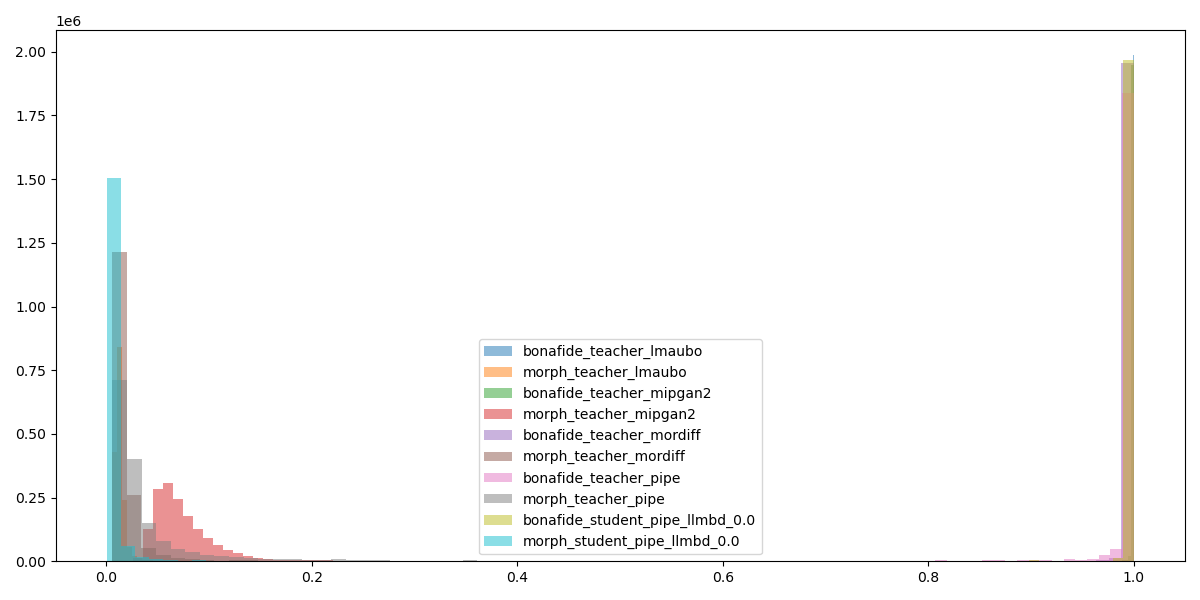 1e6
2.00
1.75
1.50
1.25
1.00
0.75
0.50
0.25
0.00
bonafide_teacher_lmaubo
morph_teacher_lmaubo
bonafide_teacher_mipgan2
morph_teacher_mipgan2
bonafide_teacher_mordiff
morph_teacher_mordiff
bonafide_teacher_pipe
morph_teacher_pipe
bonafide_student_pipe_llmbd_0.0
morph_student_pipe_llmbd_0.0
0.0 0.2 0.4 0.6 0.8 1.0